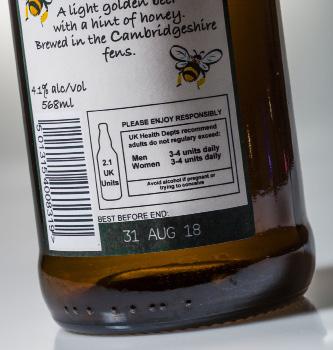 A light golden beer
with a hint of honey.
Brewed in the Cambridgeshire
fens.
4.1% alc/vol
568ml
PLEASE ENJOY RESPONSIBLY
UK Health Depts recommend
adults do not regulary exceed:
Men 3-4 units daily
Women 3-4 units daily
2.1
UK
Units
Avoid alcohol if pregnant or
trying to conceive
BEST BEFORE END:
31 AUG 18